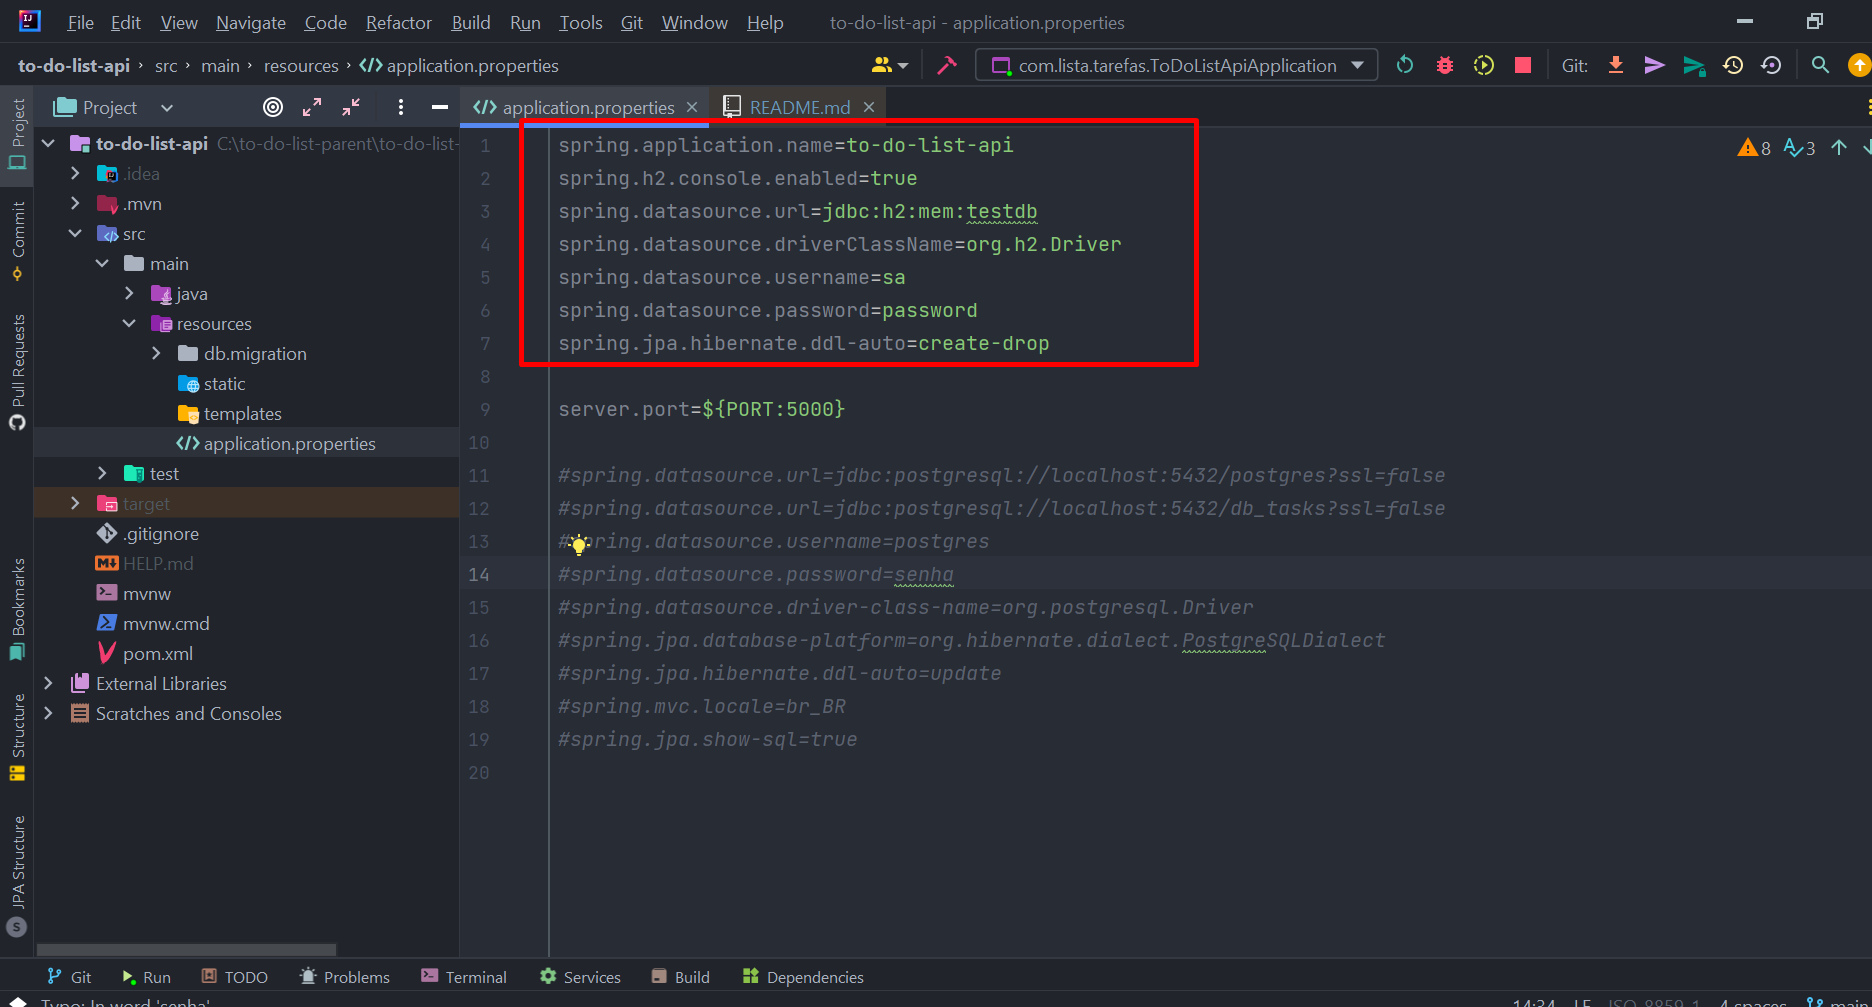 File Edit View Navigate Code Refactor Build Run Tools Git Window Help to-do-list-api - application.properties
to-do-list-api › src › main › resources › application.properties com.lista.tarefas.ToDoListApiApplication Git:
Project
Commit
Pull Requests
Bookmarks
Structure
JPA Structure
Project
to-do-list-api C:\to-do-list-parent\to-do-list-
.idea
.mvn
src
main
java
resources
db.migration
static
templates
application.properties
test
target
.gitignore
HELP.md
mvnw
mvnw.cmd
pom.xml
External Libraries
Scratches and Consoles
application.properties README.md
8 3
1 spring.application.name=to-do-list-api
2 spring.h2.console.enabled=true
3 spring.datasource.url=jdbc:h2:mem:testdb
4 spring.datasource.driverClassName=org.h2.Driver
5 spring.datasource.username=sa
6 spring.datasource.password=password
7 spring.jpa.hibernate.ddl-auto=create-drop
8
9 server.port=${PORT:5000}
10
11 #spring.datasource.url=jdbc:postgresql://localhost:5432/postgres?ssl=false
12 #spring.datasource.url=jdbc:postgresql://localhost:5432/db_tasks?ssl=false
13 #spring.datasource.username=postgres
14 #spring.datasource.password=senha
15 #spring.datasource.driver-class-name=org.postgresql.Driver
16 #spring.jpa.database-platform=org.hibernate.dialect.PostgreSQLDialect
17 #spring.jpa.hibernate.ddl-auto=update
18 #spring.mvc.locale=br_BR
19 #spring.jpa.show-sql=true
20
Git Run TODO Problems Terminal Services Build Dependencies
Typo: In word 'senha' 14:34 LF ISO-8859-1 4 spaces main